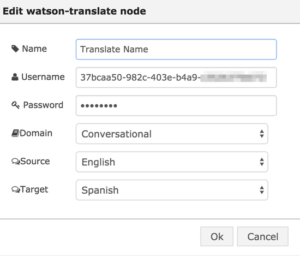 Edit watson-translate node
Name Translate Name
Username 37bcaa50-982c-403e-b4a9-
Password ••••••••
Domain Conversational
Source English
Target Spanish
Ok Cancel